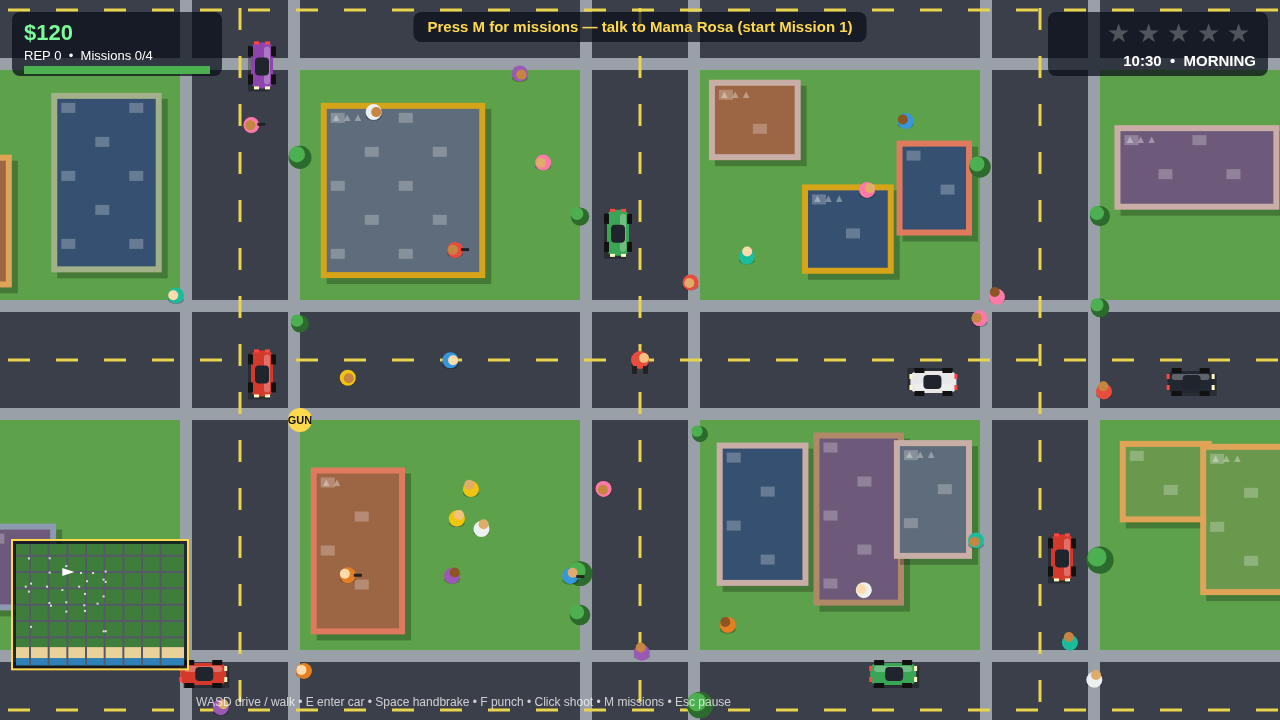 $120
REP 0 • Missions 0/4
Press M for missions — talk to Mama Rosa (start Mission 1)
★ ★ ★ ★ ★
10:30 • MORNING
GUN
WASD drive / walk • E enter car • Space handbrake • F punch • Click shoot • M missions • Esc pause